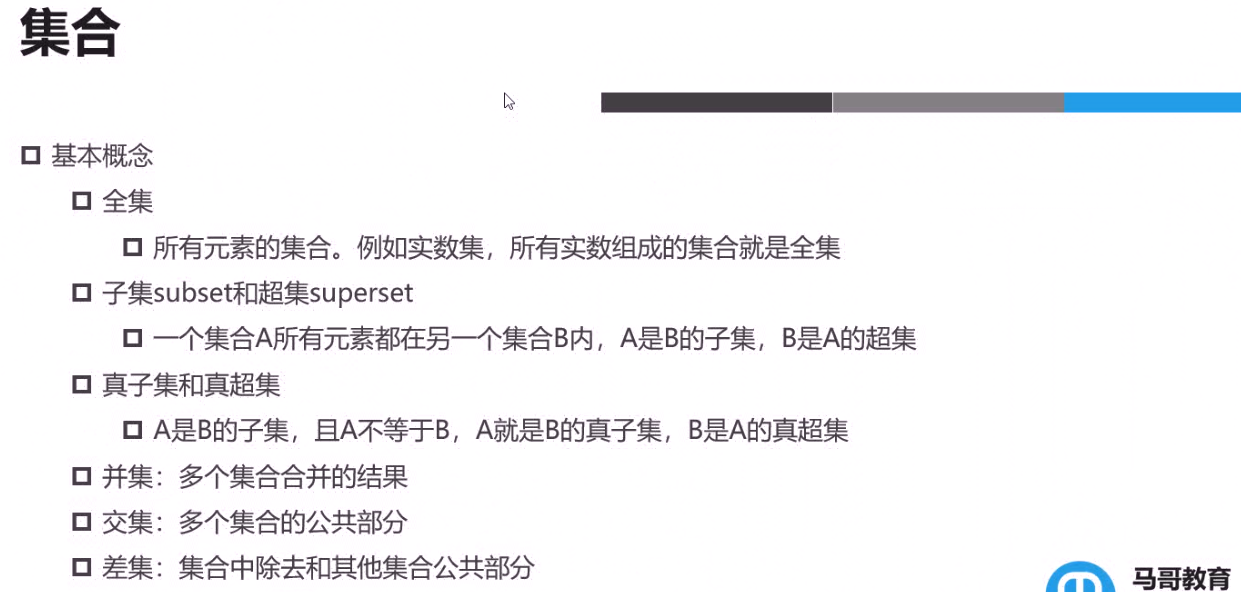 集合
基本概念
全集
所有元素的集合。例如实数集，所有实数组成的集合就是全集
子集subset和超集superset
一个集合A所有元素都在另一个集合B内，A是B的子集，B是A的超集
真子集和真超集
A是B的子集，且A不等于B，A就是B的真子集，B是A的真超集
并集：多个集合合并的结果
交集：多个集合的公共部分
差集：集合中除去和其他集合公共部分
马哥教育